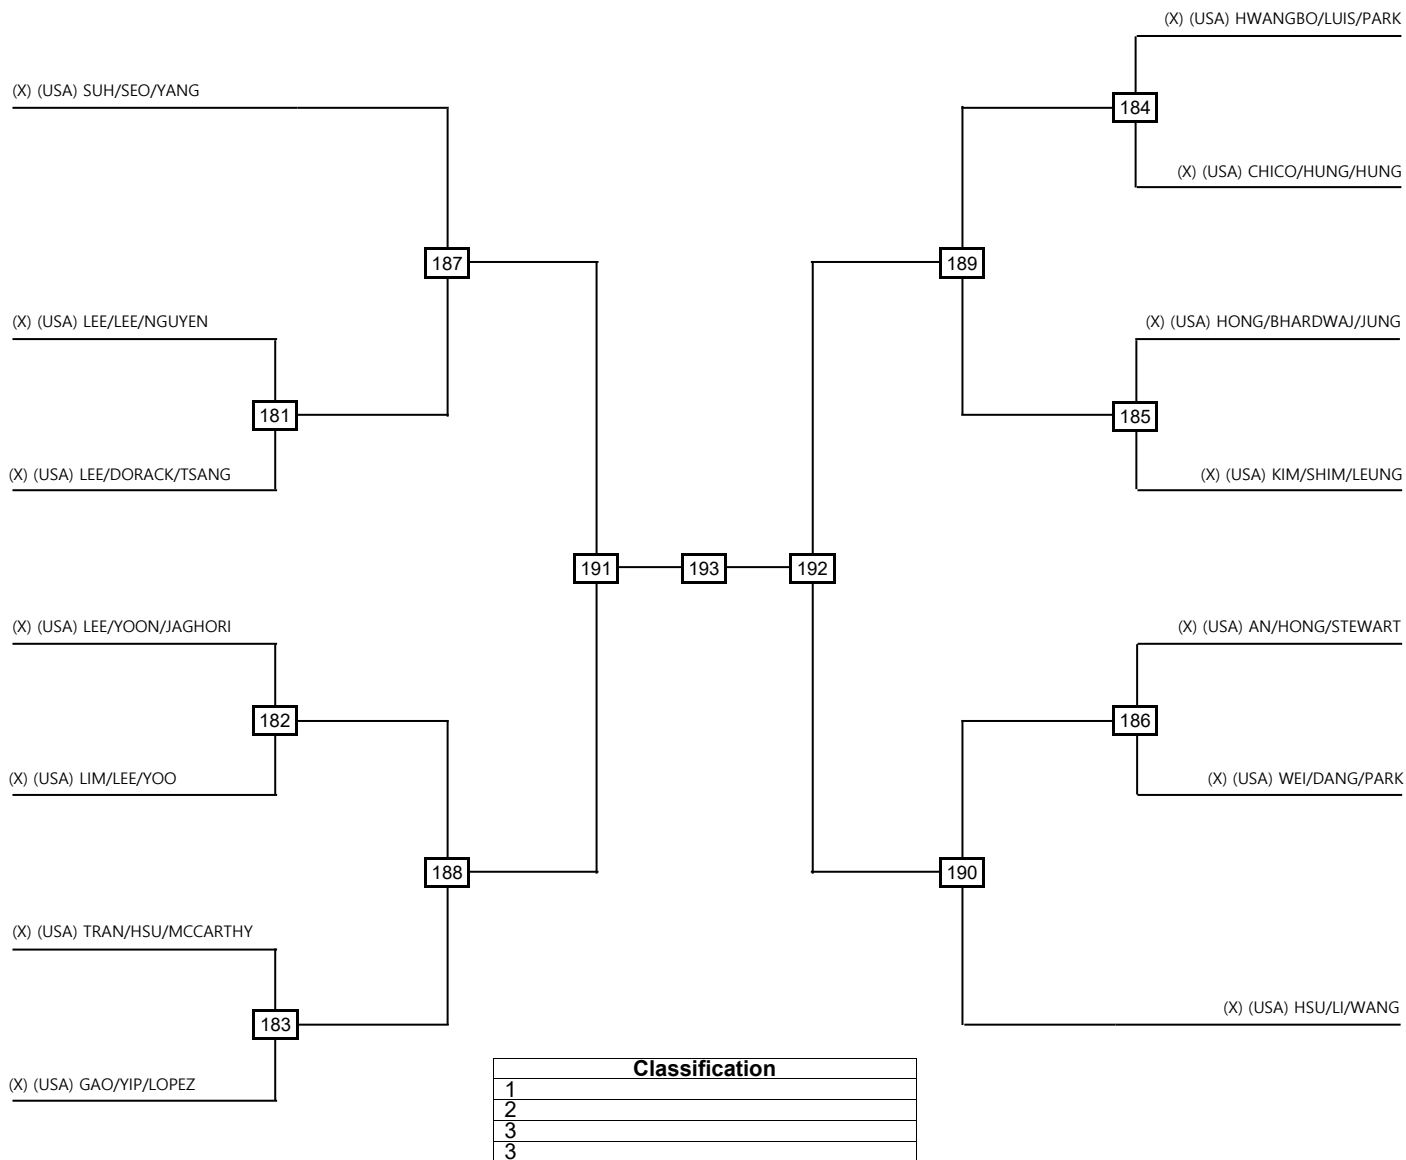 (X) (USA) HWANGBO/LUIS/PARK
(X) (USA) SUH/SEO/YANG
184
(X) (USA) CHICO/HUNG/HUNG
187
189
(X) (USA) LEE/LEE/NGUYEN
(X) (USA) HONG/BHARDWAJ/JUNG
181
185
(X) (USA) LEE/DORACK/TSANG
(X) (USA) KIM/SHIM/LEUNG
191
193
192
(X) (USA) LEE/YOON/JAGHORI
(X) (USA) AN/HONG/STEWART
182
186
(X) (USA) LIM/LEE/YOO
(X) (USA) WEI/DANG/PARK
188
190
(X) (USA) TRAN/HSU/MCCARTHY
(X) (USA) HSU/LI/WANG
183
(X) (USA) GAO/YIP/LOPEZ
Classification
1
2
3
3